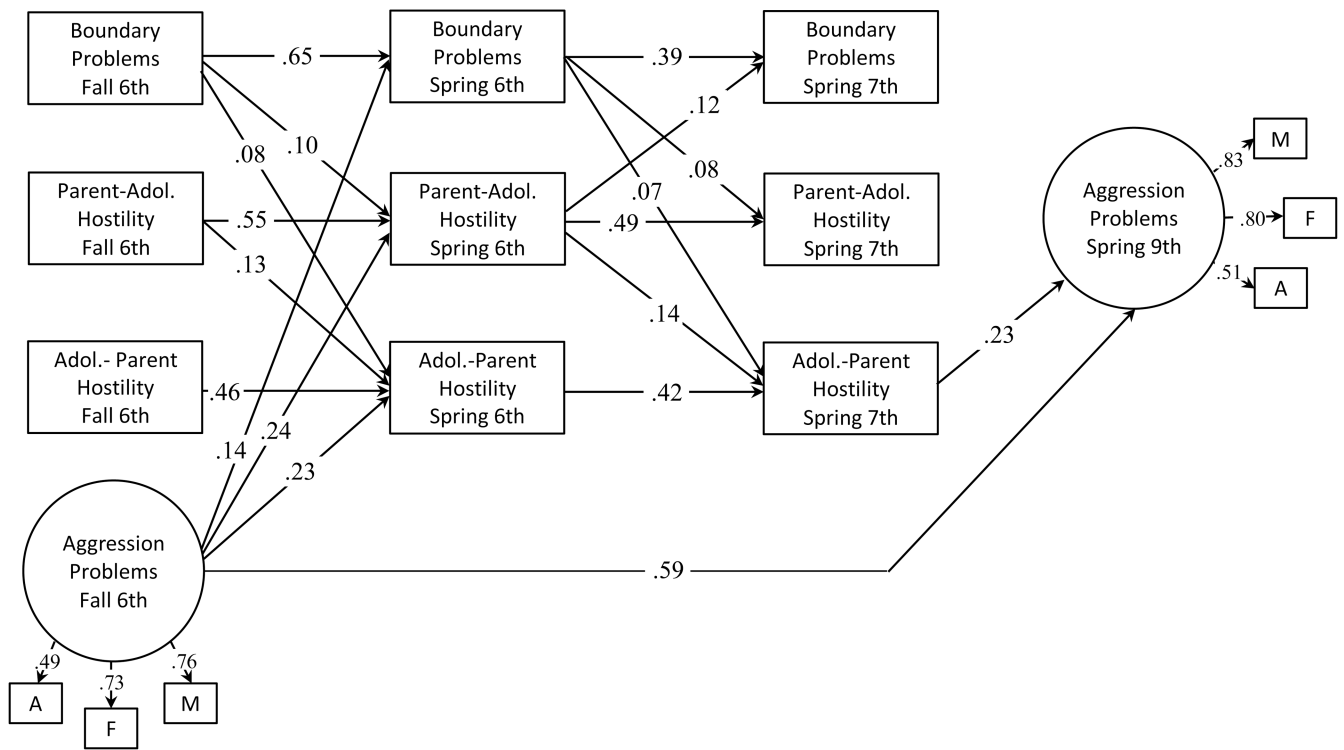 Boundary
Problems
Fall 6th
.65
Boundary
Problems
Spring 6th
.39
Boundary
Problems
Spring 7th
.12
.10
.08
.08
.07
Parent-Adol.
Hostility
Fall 6th
.55
Parent-Adol.
Hostility
Spring 6th
.49
Parent-Adol.
Hostility
Spring 7th
.13
.14
Adol.- Parent
Hostility
Fall 6th
.46
Adol.-Parent
Hostility
Spring 6th
.42
Adol.-Parent
Hostility
Spring 7th
.23
Aggression
Problems
Spring 9th
.83
M
.80
F
.51
A
.14
.24
.23
Aggression
Problems
Fall 6th
.59
.49
.73
.76
A
F
M